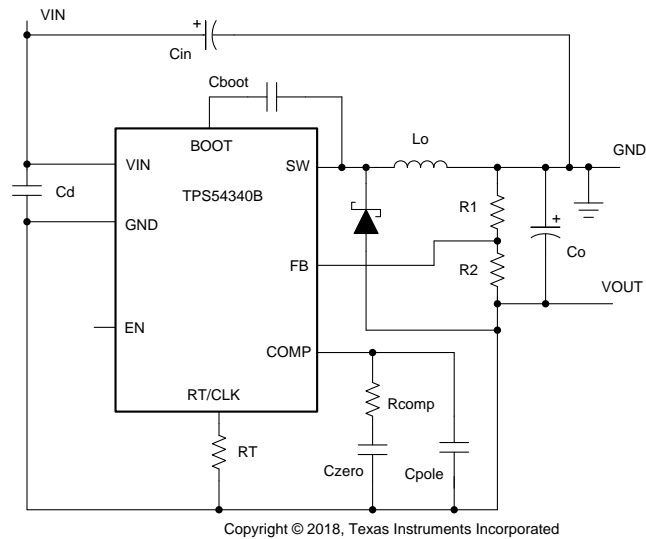 VIN
+
Cin
Cboot
Lo
GND
BOOT
VIN
SW
Cd
TPS54340B
R1
+
GND
Co
FB
R2
VOUT
EN
COMP
RT/CLK
Rcomp
RT
Czero
Cpole
Copyright © 2018, Texas Instruments Incorporated